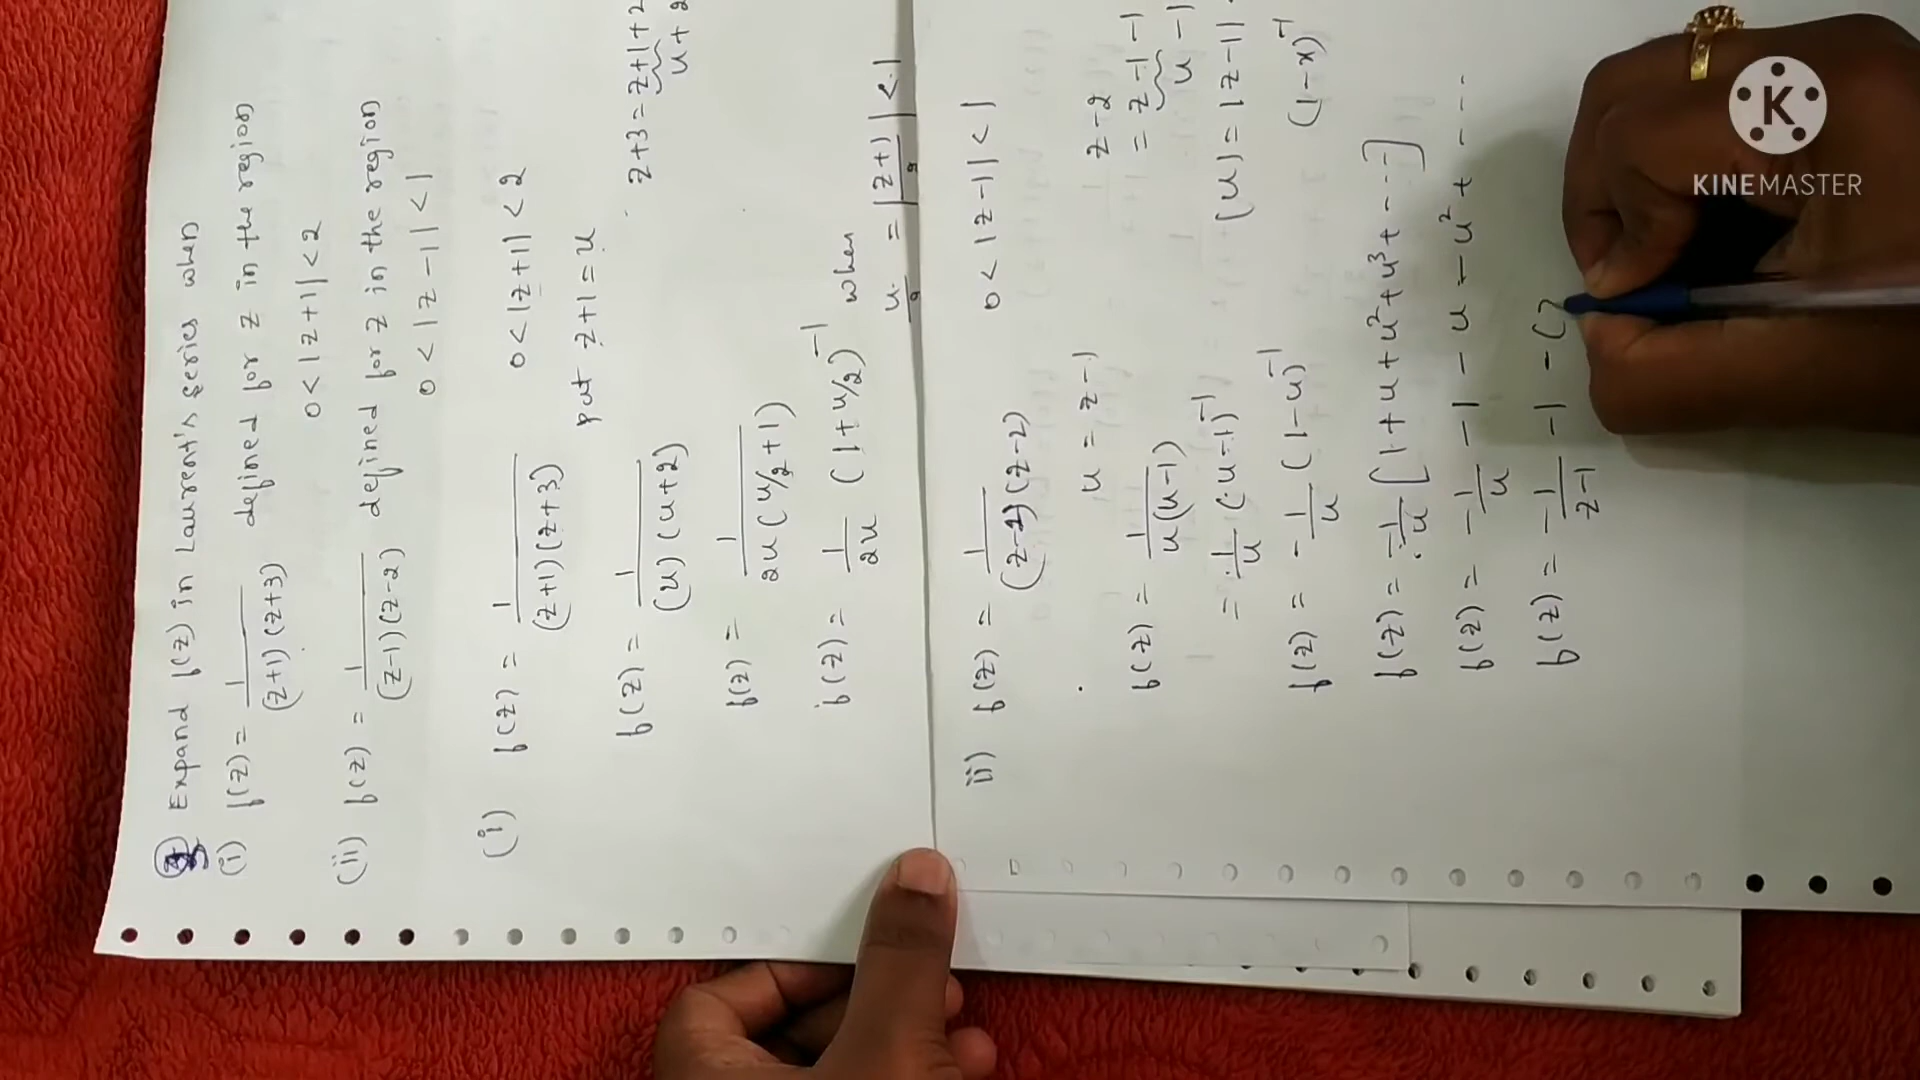 Expand f(z) in Laurent's series when
(i) f(z) = 1/(z+1)(z+3) defined for z in the region
0 < |z+1| < 2
(ii) f(z) = 1/(z-1)(z-2) defined for z in the region
0 < |z-1| < 1
(i) f(z) = 1/(z+1)(z+3) 0 < |z+1| < 2
put z+1 = u
f(z) = 1/(u)(u+2) z+3 = z+1+2
u+2
f(z) = 1/2u(u/2+1)
f(z) = 1/2u (1+u/2)^-1 when
u/2 = |z+1/2| < 1
ii) f(z) = 1/(z-1)(z-2) 0 < |z-1| < 1
u = z-1 z-2
f(z) = 1/u(u-1) = z-1-1
u-1
= 1/u (u-1)^-1 |u| = |z-1|
f(z) = -1/u (1-u)^-1 (1-x)^-1
f(z) = -1/u [1+u+u²+u³+---]
f(z) = -1/u -1 -u -u² + ----
f(z) = -1/z-1 -1 -(z
KINEMASTER